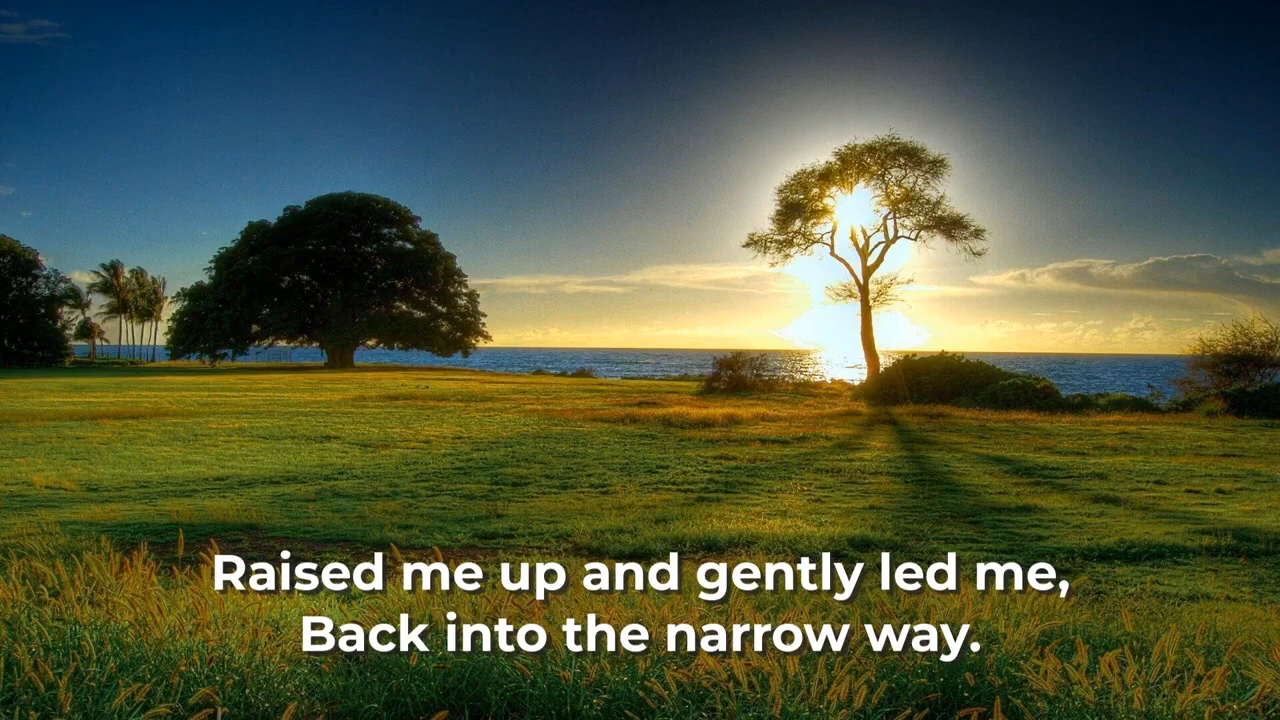 Raised me up and gently led me,
Back into the narrow way.